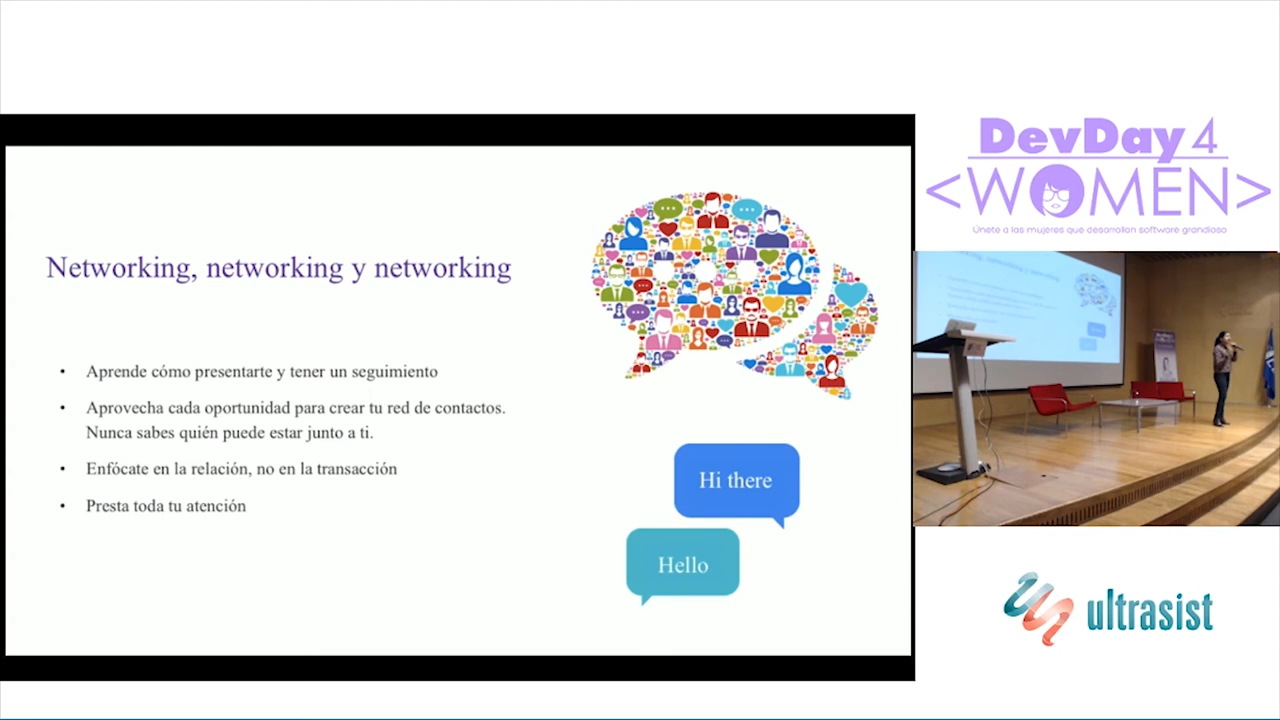 Networking, networking y networking
• Aprende cómo presentarte y tener un seguimiento
• Aprovecha cada oportunidad para crear tu red de contactos.
Nunca sabes quién puede estar junto a ti.
• Enfócate en la relación, no en la transacción
• Presta toda tu atención
Hi there
Hello
DevDay4
<WOMEN>
Únete a las mujeres que desarrollan software grandioso
ultrasist